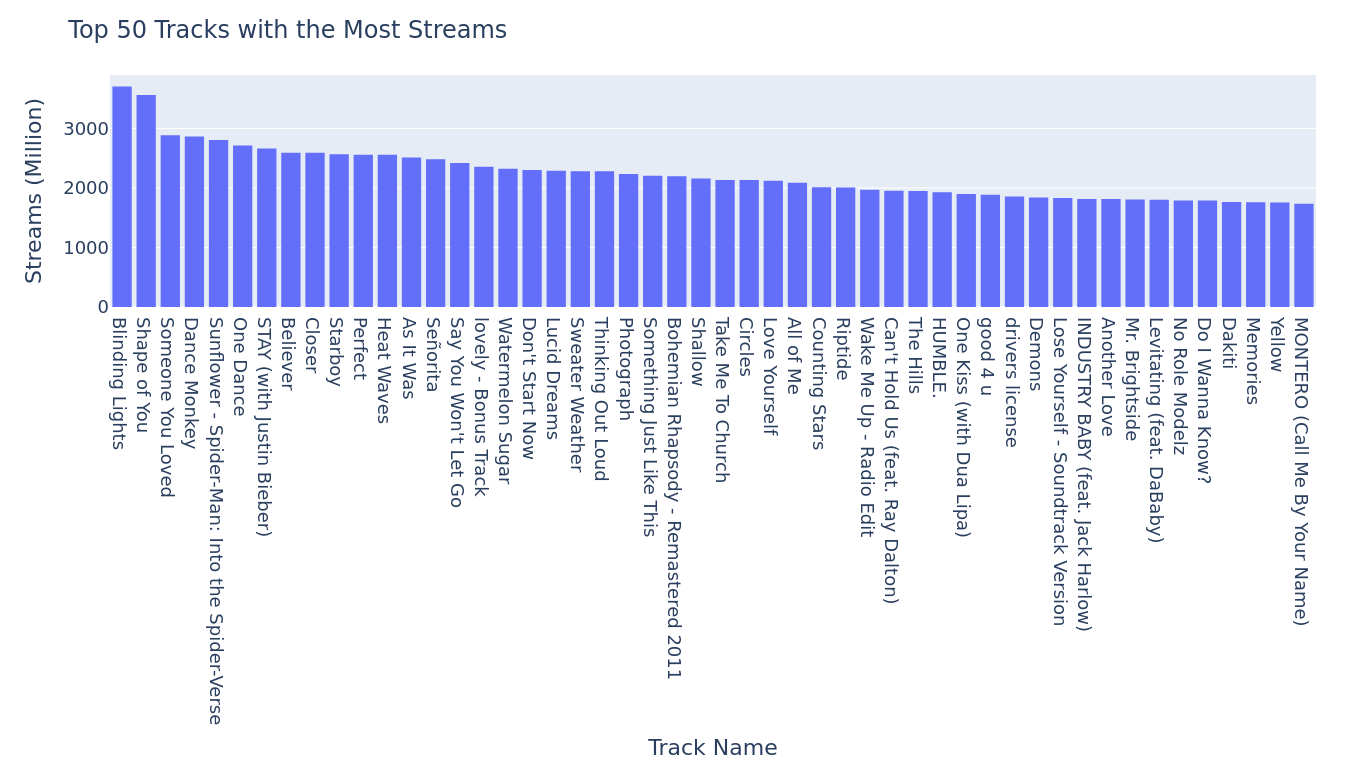 Top 50 Tracks with the Most Streams
Streams (Million)
3000
2000
1000
0
Blinding Lights
Shape of You
Someone You Loved
Dance Monkey
Sunflower - Spider-Man: Into the Spider-Verse
One Dance
STAY (with Justin Bieber)
Believer
Closer
Starboy
Perfect
Heat Waves
As It Was
Señorita
Say You Won't Let Go
lovely - Bonus Track
Watermelon Sugar
Don't Start Now
Lucid Dreams
Sweater Weather
Thinking Out Loud
Photograph
Something Just Like This
Bohemian Rhapsody - Remastered 2011
Shallow
Take Me To Church
Circles
Love Yourself
All of Me
Counting Stars
Riptide
Wake Me Up - Radio Edit
Can't Hold Us (feat. Ray Dalton)
The Hills
HUMBLE.
One Kiss (with Dua Lipa)
good 4 u
drivers license
Demons
Lose Yourself - Soundtrack Version
INDUSTRY BABY (feat. Jack Harlow)
Another Love
Mr. Brightside
Levitating (feat. DaBaby)
No Role Modelz
Do I Wanna Know?
Dakiti
Memories
Yellow
MONTERO (Call Me By Your Name)
Track Name